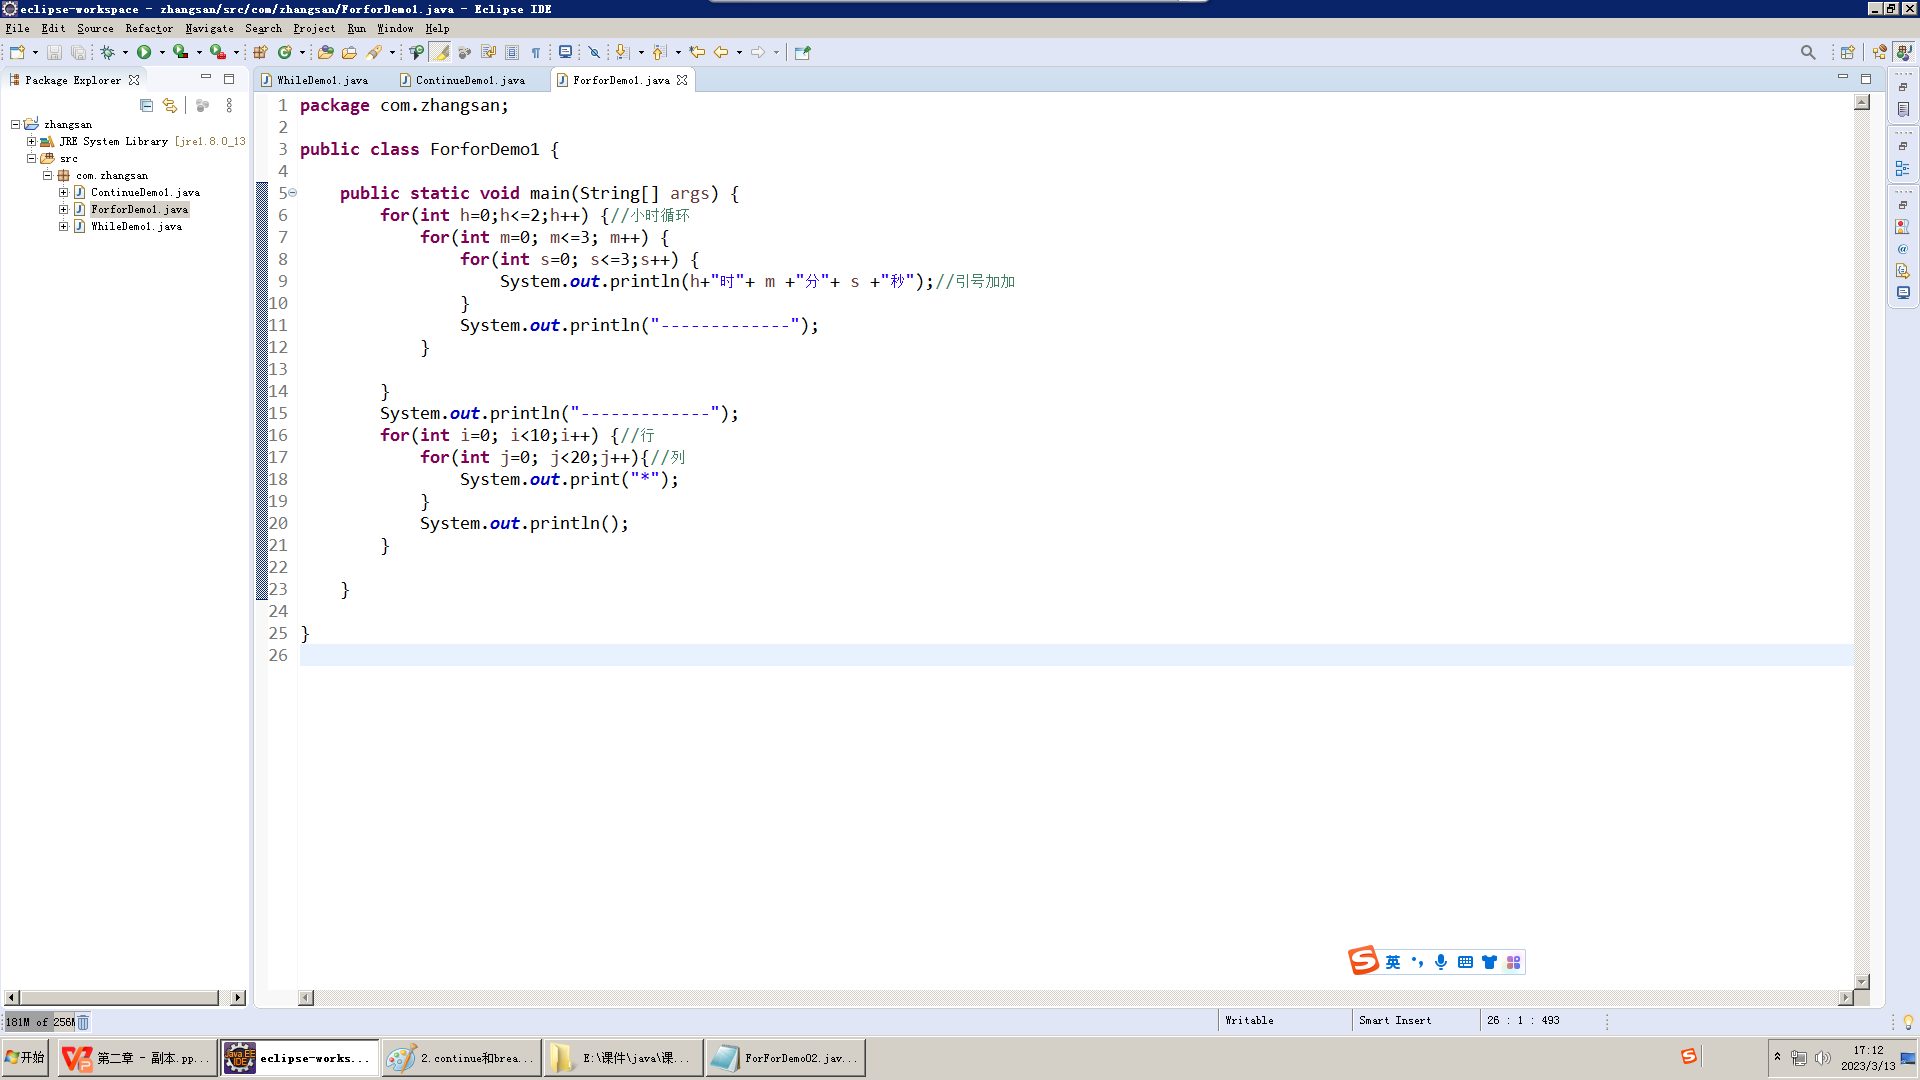 eclipse-workspace - zhangsan/src/com/zhangsan/ForforDemo1.java - Eclipse IDE
File Edit Source Refactor Navigate Search Project Run Window Help
Package Explorer
WhileDemo1.java
ContinueDemo1.java
ForforDemo1.java
zhangsan
JRE System Library [jre1.8.0_13
src
com.zhangsan
ContinueDemo1.java
ForforDemo1.java
WhileDemo1.java
1 package com.zhangsan;
2
3 public class ForforDemo1 {
4
5 public static void main(String[] args) {
6 for(int h=0;h<=2;h++) {//小时循环
7 for(int m=0; m<=3; m++) {
8 for(int s=0; s<=3;s++) {
9 System.out.println(h+"时"+ m +"分"+ s +"秒");//引号加加
10 }
11 System.out.println("-------------");
12 }
13
14 }
15 System.out.println("-------------");
16 for(int i=0; i<10;i++) {//行
17 for(int j=0; j<20;j++){//列
18 System.out.print("*");
19 }
20 System.out.println();
21 }
22
23 }
24
25 }
26
英
181M of 256M
Writable
Smart Insert
26 : 1 : 493
开始
第二章 - 副本.pp...
eclipse-works...
2.continue和brea...
E:\课件\java\课...
ForForDemo02.jav...
17:12
2023/3/13